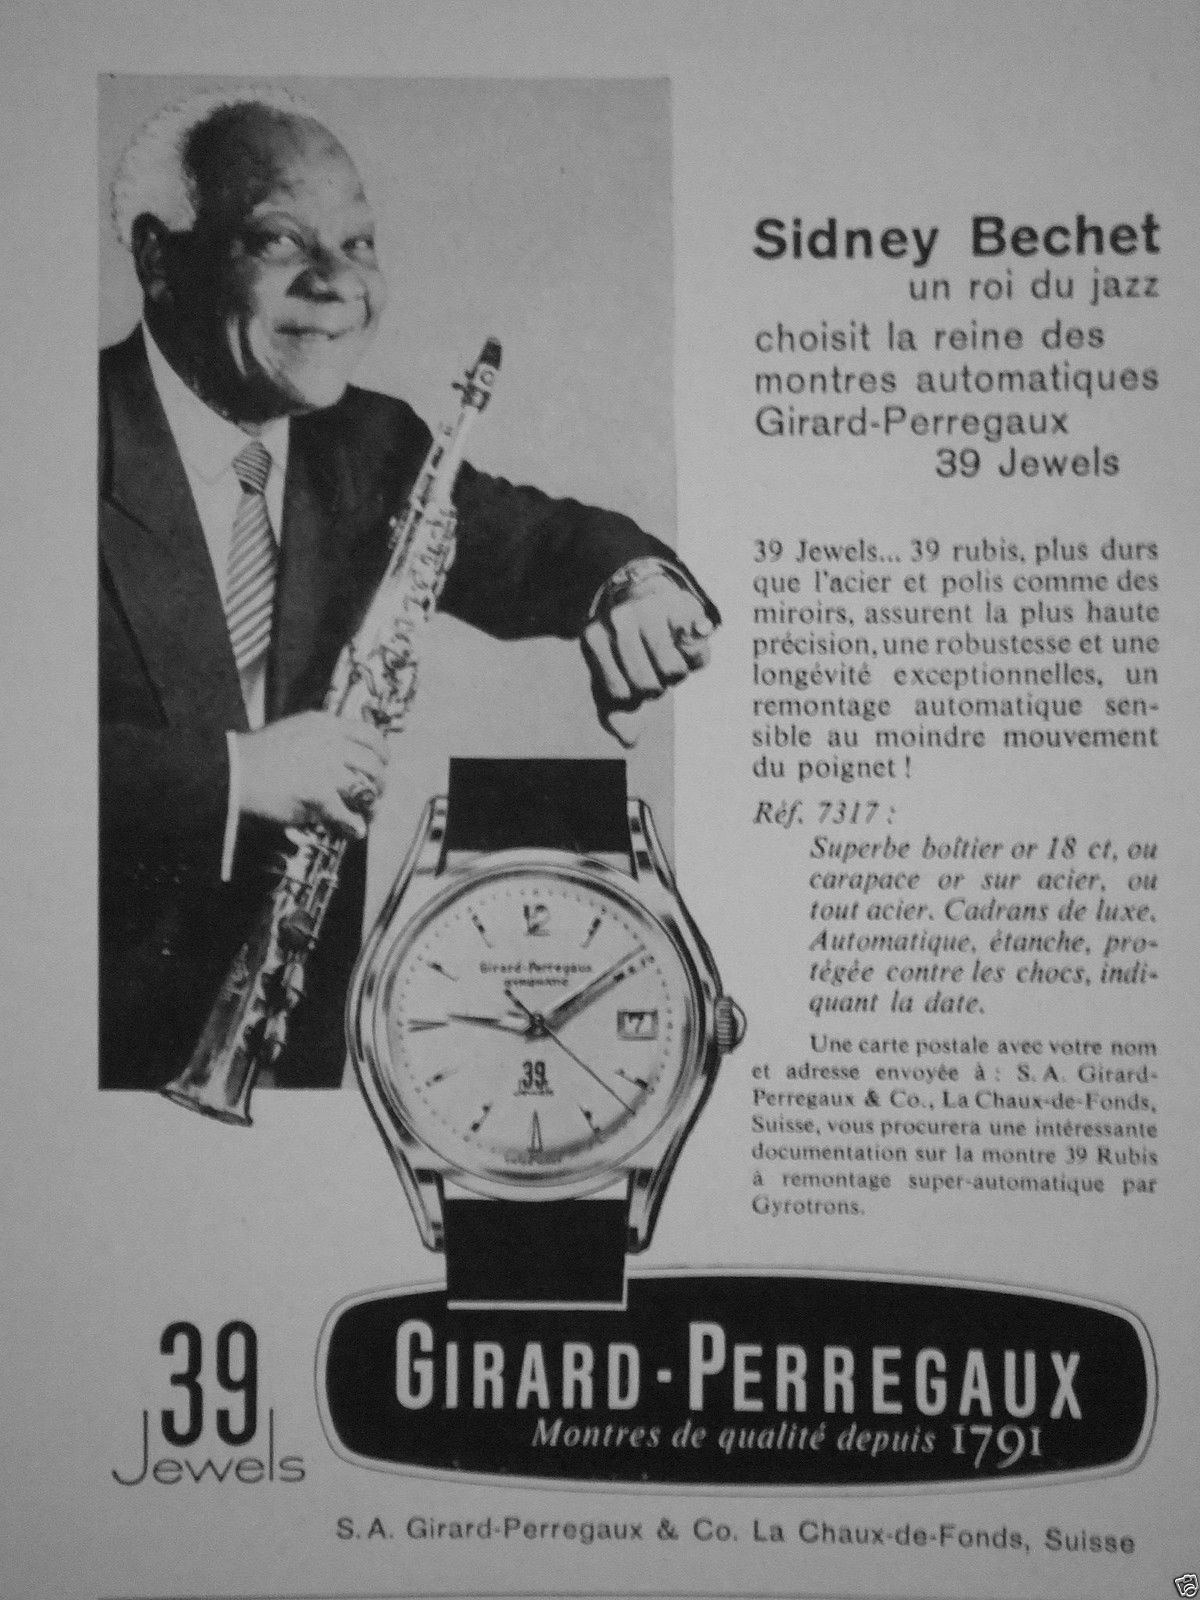 Sidney Bechet
un roi du jazz
choisit la reine des
montres automatiques
Girard-Perregaux
39 Jewels
39 Jewels... 39 rubis, plus durs
que l'acier et polis comme des
miroirs, assurent la plus haute
précision, une robustesse et une
longévité exceptionnelles, un
remontage automatique sen-
sible au moindre mouvement
du poignet !
Réf. 7317 :
Superbe boîtier or 18 ct, ou
carapace or sur acier, ou
tout acier. Cadrans de luxe.
Automatique, étanche, pro-
tégée contre les chocs, indi-
quant la date.
Une carte postale avec votre nom
et adresse envoyée à : S. A. Girard-
Perregaux & Co., La Chaux-de-Fonds,
Suisse, vous procurera une intéressante
documentation sur la montre 39 Rubis
à remontage super-automatique par
Gyrotrons.
12
Girard-Perregaux
17
39
Jewels
39
Jewels
GIRARD-PERREGAUX
Montres de qualité depuis 1791
S. A. Girard-Perregaux & Co. La Chaux-de-Fonds, Suisse